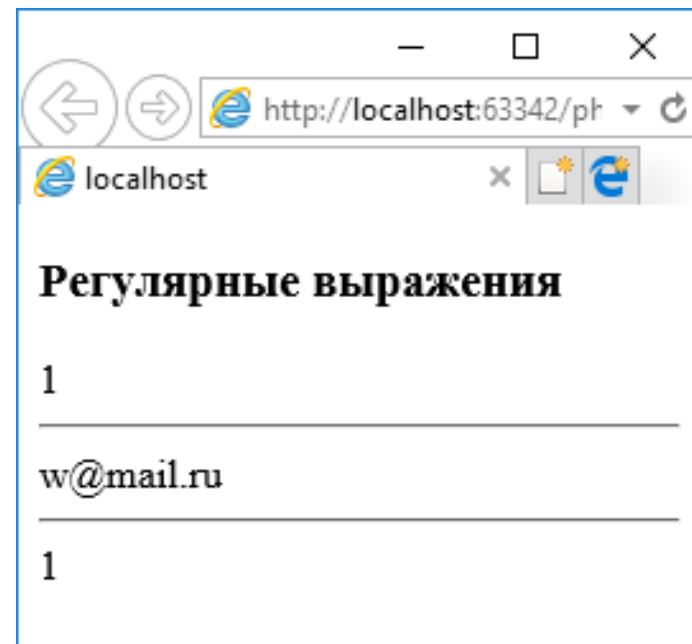 http://localhost:63342/ph
localhost
Регулярные выражения
1
w@mail.ru
1